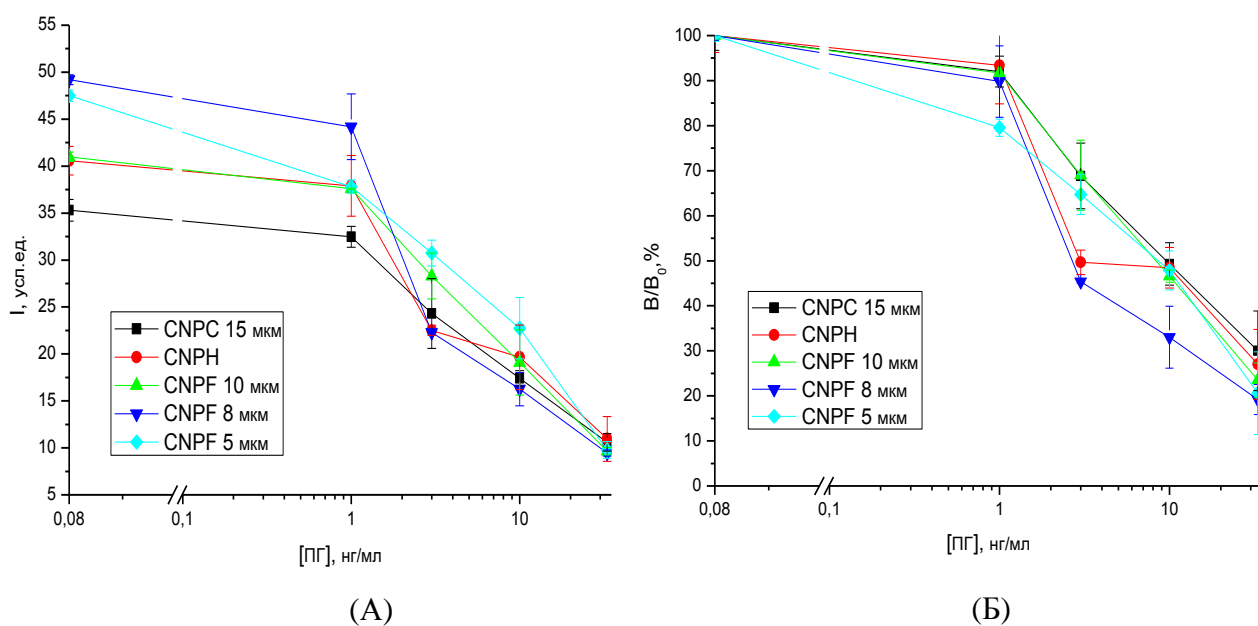 55
50
45
40
35
30
25
20
15
10
5
I, усл.ед.
CNPC 15 мкм
CNPH
CNPF 10 мкм
CNPF 8 мкм
CNPF 5 мкм
0,08 0,1 1 10
[ПГ], нг/мл
(А)
100
90
80
70
60
50
40
30
20
10
0
B/B0, %
CNPC 15 мкм
CNPH
CNPF 10 мкм
CNPF 8 мкм
CNPF 5 мкм
0,08 0,1 1 10
[ПГ], нг/мл
(Б)